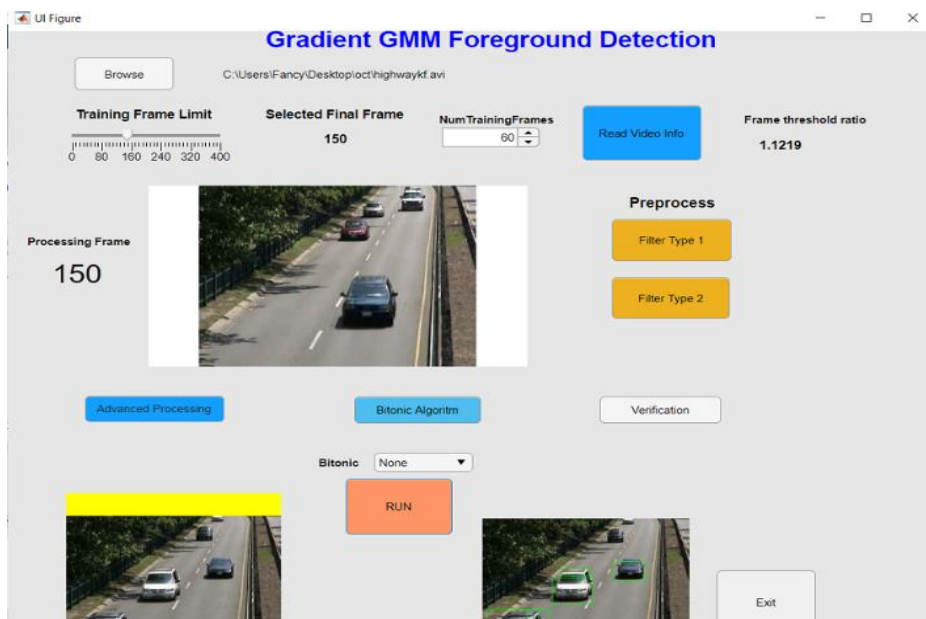 UI Figure
Gradient GMM Foreground Detection
Browse
C:\Users\Fancy\Desktop\oct\highwaykf.avi
Training Frame Limit
0 80 160 240 320 400
Selected Final Frame
150
NumTrainingFrames
60
Read Video Info
Frame threshold ratio
1.1219
Processing Frame
150
Preprocess
Filter Type 1
Filter Type 2
Advanced Processing
Bitonic Algoritm
Verification
Bitonic None
RUN
Exit